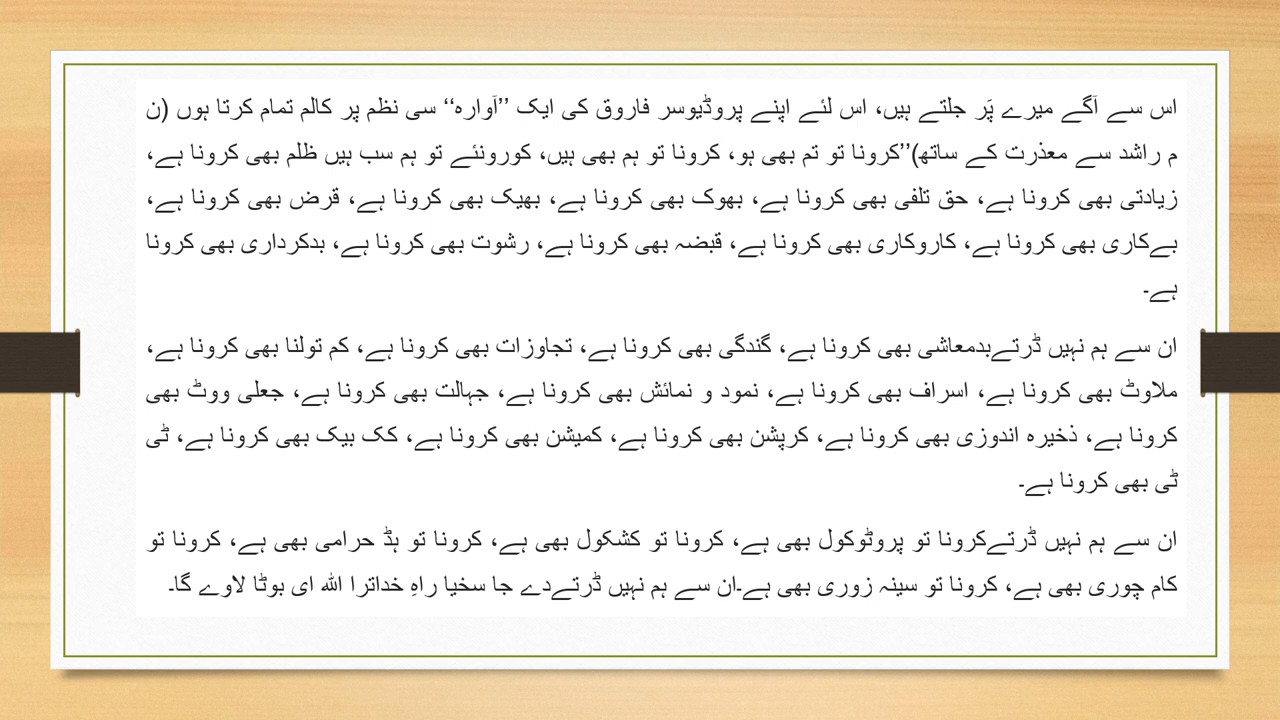 اس سے آگے میرے پَر جلتے ہیں، اس لئے اپنے پروڈیوسر فاروق کی ایک ’’آوارہ‘‘ سی نظم پر کالم تمام کرتا ہوں (ن
م راشد سے معذرت کے ساتھ)’’کرونا تو تم بھی ہو، کرونا تو ہم بھی ہیں، کورونئے تو ہم سب ہیں ظلم بھی کرونا ہے،
زیادتی بھی کرونا ہے، حق تلفی بھی کرونا ہے، بھوک بھی کرونا ہے، بھیک بھی کرونا ہے، قرض بھی کرونا ہے،
بےکاری بھی کرونا ہے، کاروکاری بھی کرونا ہے، قبضہ بھی کرونا ہے، رشوت بھی کرونا ہے، بدکرداری بھی کرونا
ہے۔
ان سے ہم نہیں ڈرتےبدمعاشی بھی کرونا ہے، گندگی بھی کرونا ہے، تجاوزات بھی کرونا ہے، کم تولنا بھی کرونا ہے،
ملاوٹ بھی کرونا ہے، اسراف بھی کرونا ہے، نمود و نمائش بھی کرونا ہے، جہالت بھی کرونا ہے، جعلی ووٹ بھی
کرونا ہے، ذخیرہ اندوزی بھی کرونا ہے، کرپشن بھی کرونا ہے، کمیشن بھی کرونا ہے، کک بیک بھی کرونا ہے، ٹی
ٹی بھی کرونا ہے۔
ان سے ہم نہیں ڈرتےکرونا تو پروٹوکول بھی ہے، کرونا تو کشکول بھی ہے، کرونا تو ہڈ حرامی بھی ہے، کرونا تو
کام چوری بھی ہے، کرونا تو سینہ زوری بھی ہے۔ان سے ہم نہیں ڈرتےدے جا سخیا راہِ خداترا اللہ ای بوٹا لاوے گا۔